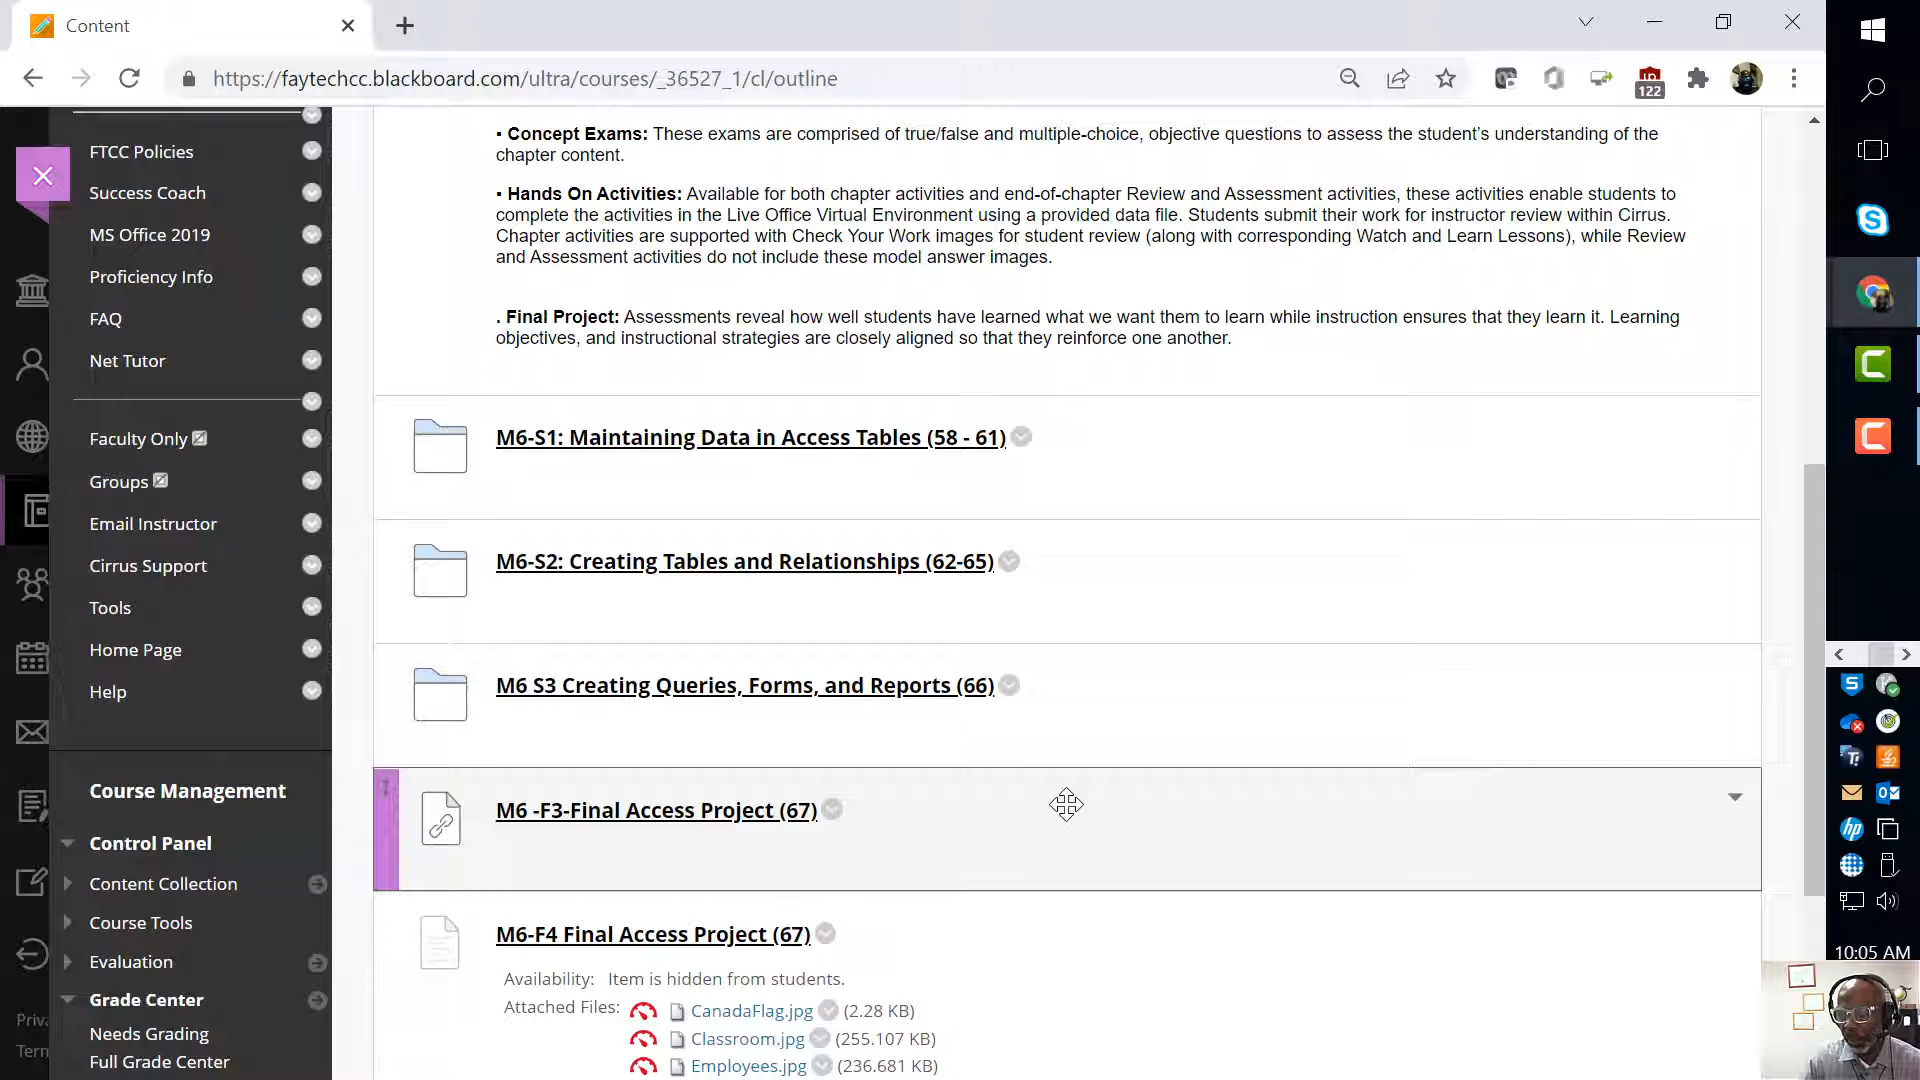 Content
https://faytechcc.blackboard.com/ultra/courses/_36527_1/cl/outline
122
FTCC Policies
Success Coach
MS Office 2019
Proficiency Info
FAQ
Net Tutor
Faculty Only
Groups
Email Instructor
Cirrus Support
Tools
Home Page
Help
Course Management
Control Panel
Content Collection
Course Tools
Evaluation
Grade Center
Needs Grading
Full Grade Center
▪ Concept Exams: These exams are comprised of true/false and multiple-choice, objective questions to assess the student's understanding of the
chapter content.
▪ Hands On Activities: Available for both chapter activities and end-of-chapter Review and Assessment activities, these activities enable students to
complete the activities in the Live Office Virtual Environment using a provided data file. Students submit their work for instructor review within Cirrus.
Chapter activities are supported with Check Your Work images for student review (along with corresponding Watch and Learn Lessons), while Review
and Assessment activities do not include these model answer images.
. Final Project: Assessments reveal how well students have learned what we want them to learn while instruction ensures that they learn it. Learning
objectives, and instructional strategies are closely aligned so that they reinforce one another.
M6-S1: Maintaining Data in Access Tables (58 - 61)
M6-S2: Creating Tables and Relationships (62-65)
M6 S3 Creating Queries, Forms, and Reports (66)
M6 -F3-Final Access Project (67)
M6-F4 Final Access Project (67)
Availability: Item is hidden from students.
Attached Files: CanadaFlag.jpg (2.28 KB)
Classroom.jpg (255.107 KB)
Employees.jpg (236.681 KB)
10:05 AM